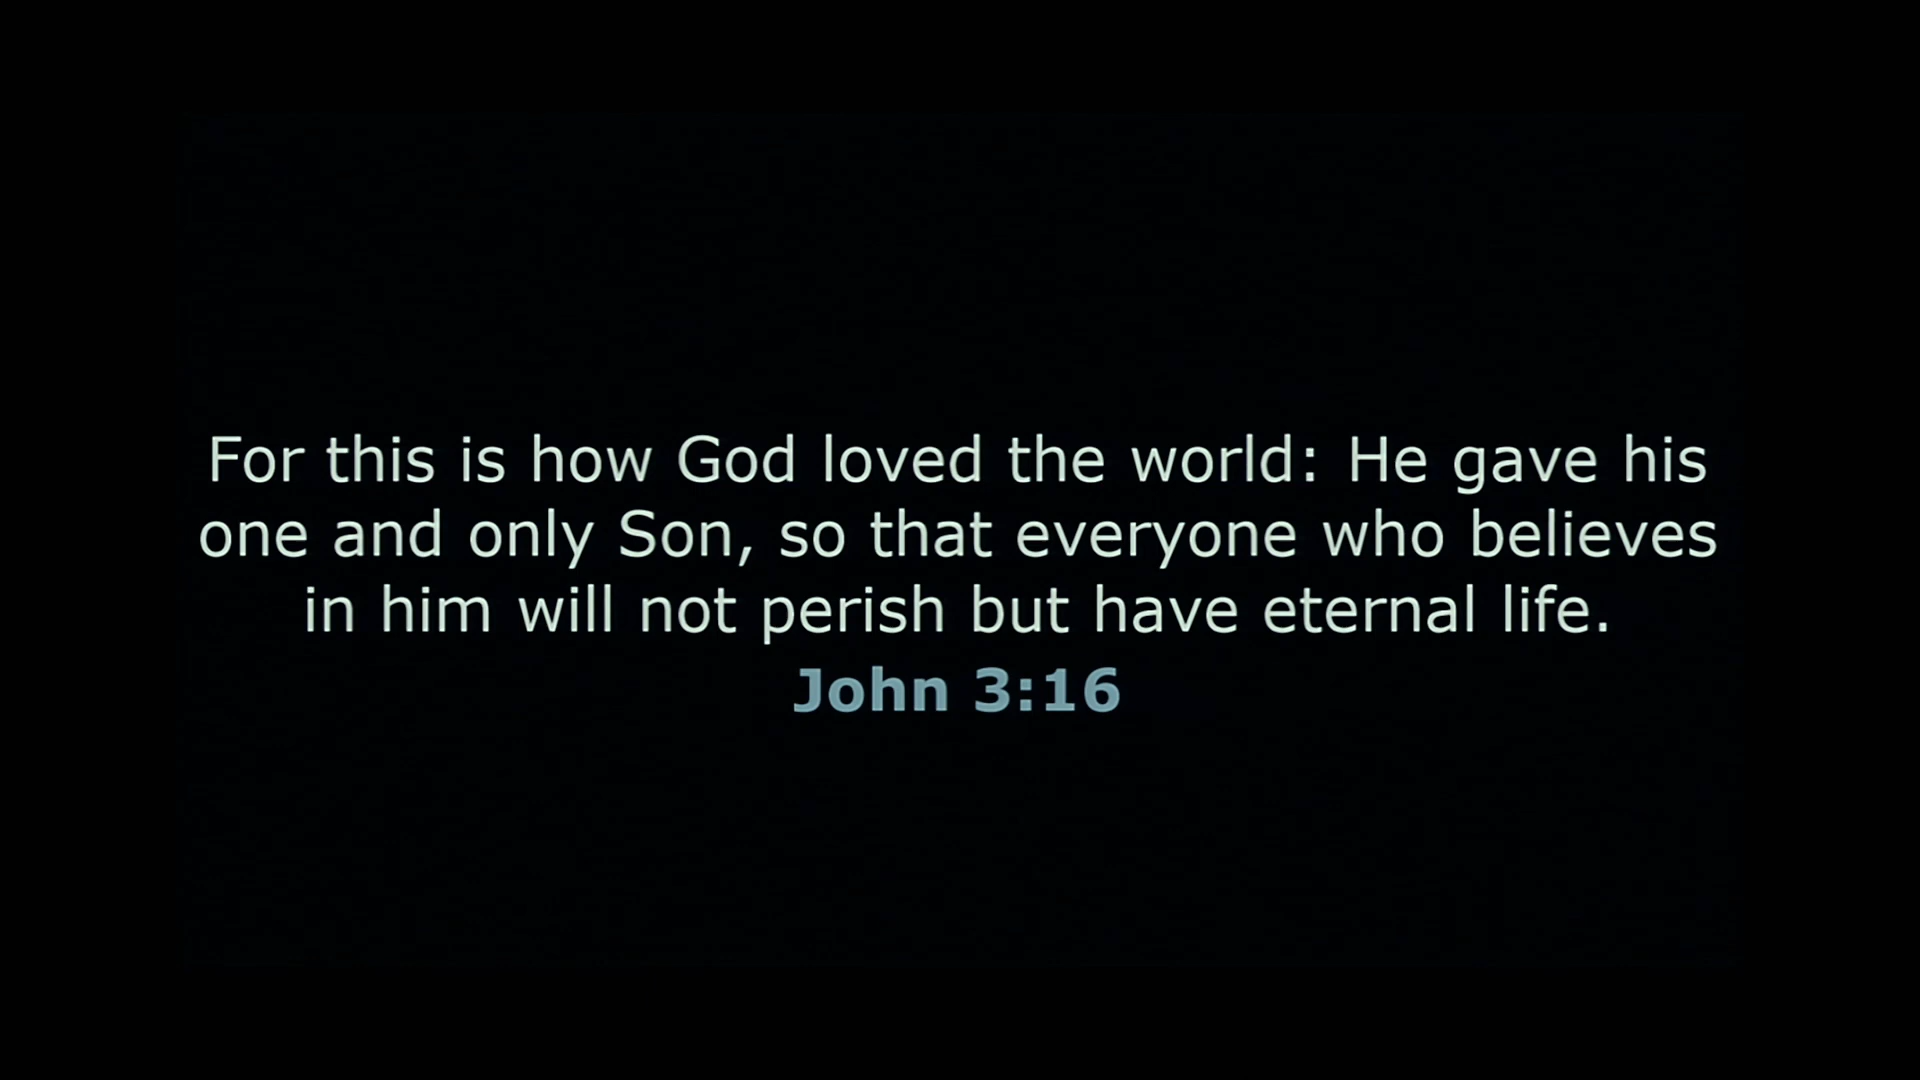 For this is how God loved the world: He gave his
one and only Son, so that everyone who believes
in him will not perish but have eternal life.
John 3:16